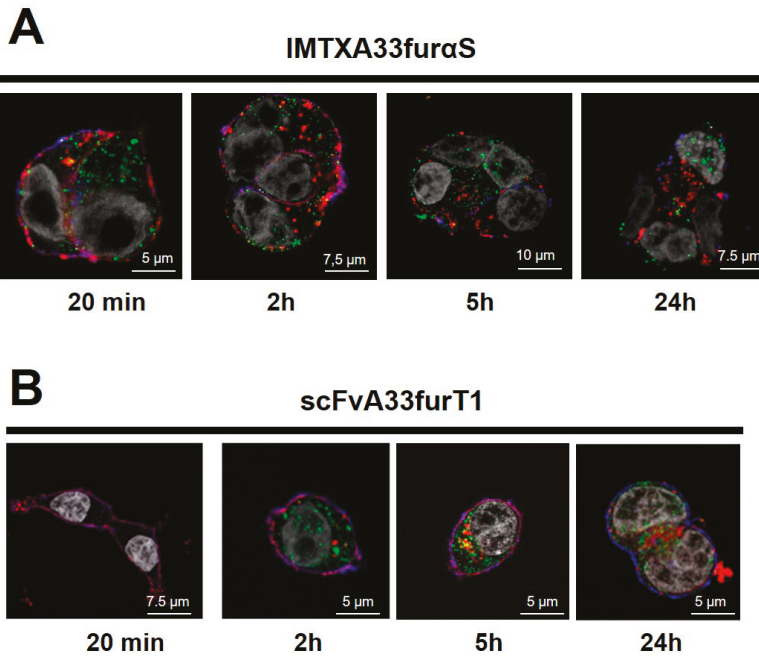 A
IMTXA33furαS
5 µm
7,5 µm
10 µm
7.5 µm
20 min
2h
5h
24h
B
scFvA33furT1
7.5 µm
5 µm
5 µm
5 µm
20 min
2h
5h
24h